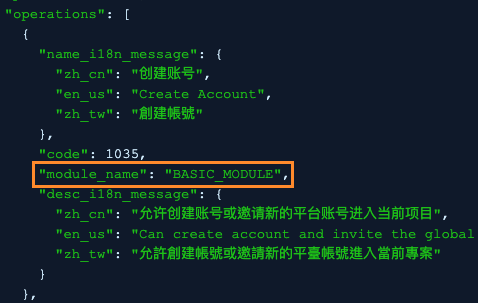 "operations": [
{
"name_i18n_message": {
"zh_cn": "创建账号",
"en_us": "Create Account",
"zh_tw": "創建帳號"
},
"code": 1035,
"module_name": "BASIC_MODULE",
"desc_i18n_message": {
"zh_cn": "允许创建账号或邀请新的平台账号进入当前项目",
"en_us": "Can create account and invite the global
"zh_tw": "允許創建帳號或邀請新的平臺帳號進入當前專案"
}
},